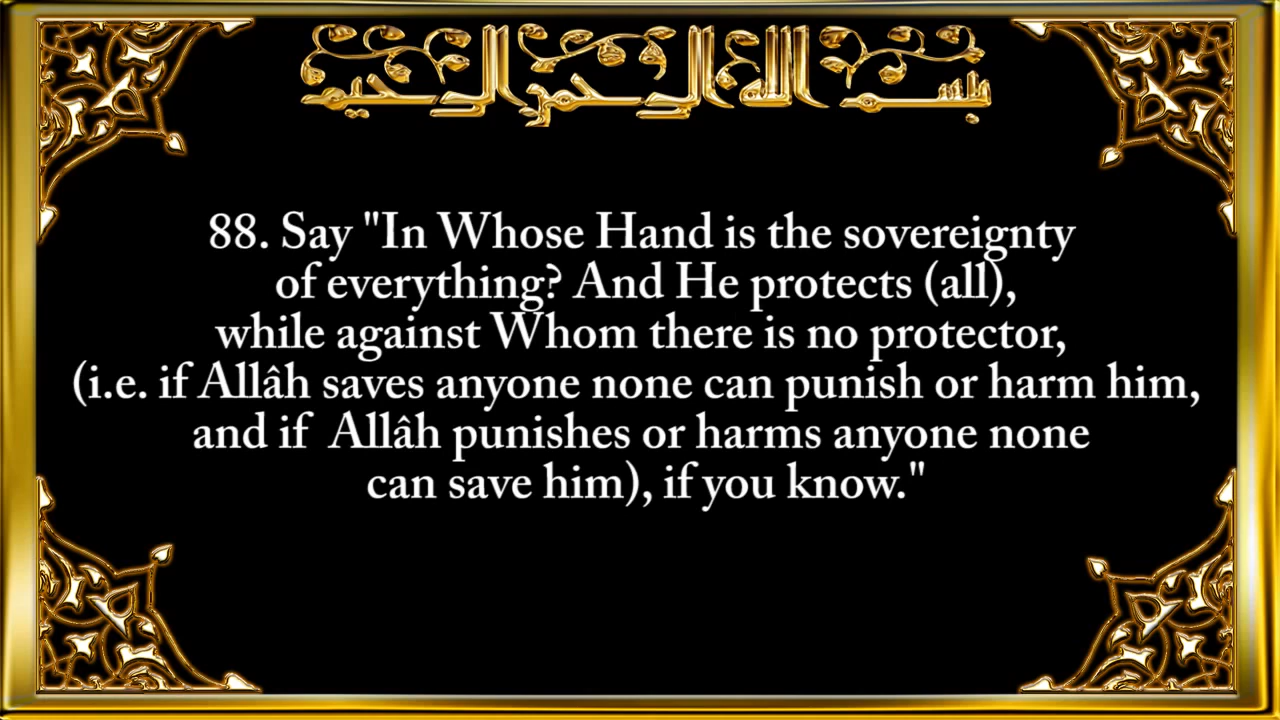 بسم الله الرحمن الرحيم
88. Say "In Whose Hand is the sovereignty
of everything? And He protects (all),
while against Whom there is no protector,
(i.e. if Allâh saves anyone none can punish or harm him,
and if Allâh punishes or harms anyone none
can save him), if you know."